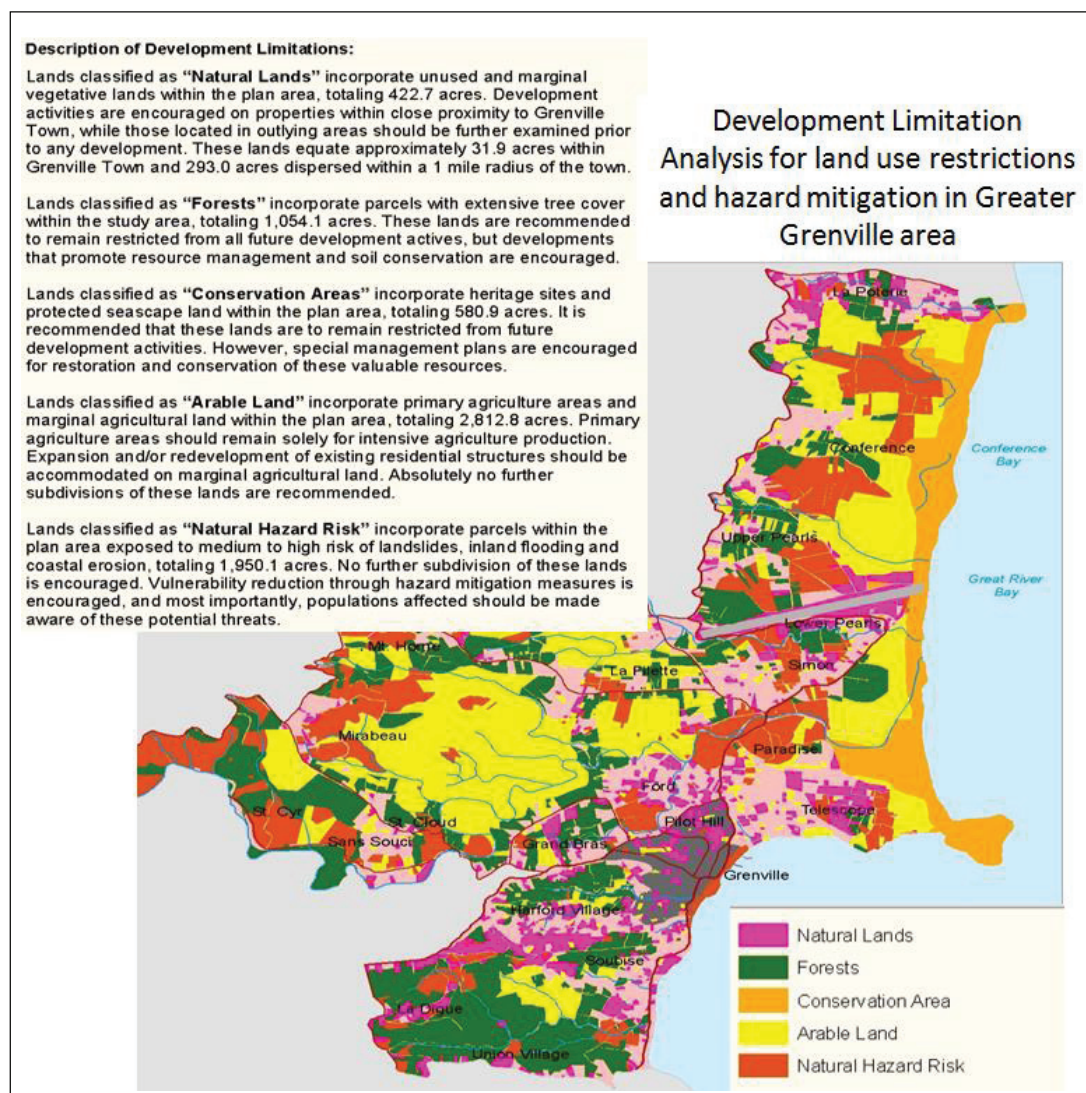 Description of Development Limitations:
Lands classified as “Natural Lands” incorporate unused and marginal
vegetative lands within the plan area, totaling 422.7 acres. Development
activities are encouraged on properties within close proximity to Grenville
Town, while those located in outlying areas should be further examined prior
to any development. These lands equate approximately 31.9 acres within
Grenville Town and 293.0 acres dispersed within a 1 mile radius of the town.
Lands classified as “Forests” incorporate parcels with extensive tree cover
within the study area, totaling 1,054.1 acres. These lands are recommended
to remain restricted from all future development actives, but developments
that promote resource management and soil conservation are encouraged.
Lands classified as “Conservation Areas” incorporate heritage sites and
protected seascape land within the plan area, totaling 580.9 acres. It is
recommended that these lands are to remain restricted from future
development activities. However, special management plans are encouraged
for restoration and conservation of these valuable resources.
Lands classified as “Arable Land” incorporate primary agriculture areas and
marginal agricultural land within the plan area, totaling 2,812.8 acres. Primary
agriculture areas should remain solely for intensive agriculture production.
Expansion and/or redevelopment of existing residential structures should be
accommodated on marginal agricultural land. Absolutely no further
subdivisions of these lands are recommended.
Lands classified as “Natural Hazard Risk” incorporate parcels within the
plan area exposed to medium to high risk of landslides, inland flooding and
coastal erosion, totaling 1,950.1 acres. No further subdivision of these lands
is encouraged. Vulnerability reduction through hazard mitigation measures is
encouraged, and most importantly, populations affected should be made
aware of these potential threats.
Development Limitation
Analysis for land use restrictions
and hazard mitigation in Greater
Grenville area
La Poterie
Conference
Conference
Bay
Upper Pearls
Great River
Bay
Lower Pearls
Mt. Horne
La Filette
Simon
Mirabeau
Paradise
Ford
St. Cyr
St. Cloud
Telescope
Pilot Hill
Sans Souci
Grand Bras
Grenville
Harford Village
Soubise
La Digue
Union Village
Natural Lands
Forests
Conservation Area
Arable Land
Natural Hazard Risk